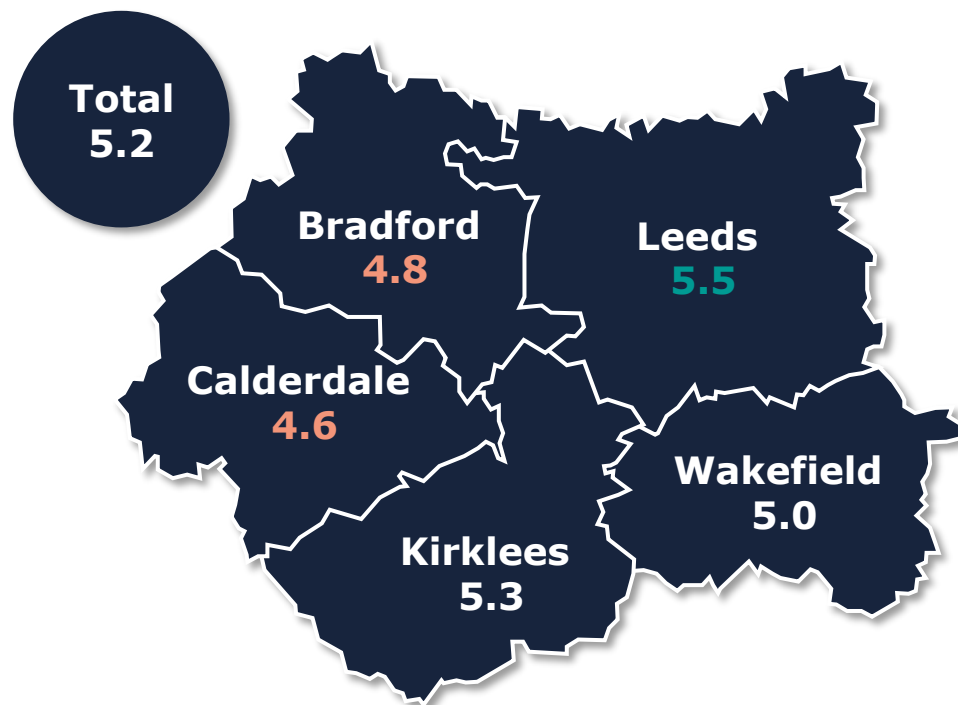 Total
5.2
Bradford
4.8
Leeds
5.5
Calderdale
4.6
Wakefield
5.0
Kirklees
5.3